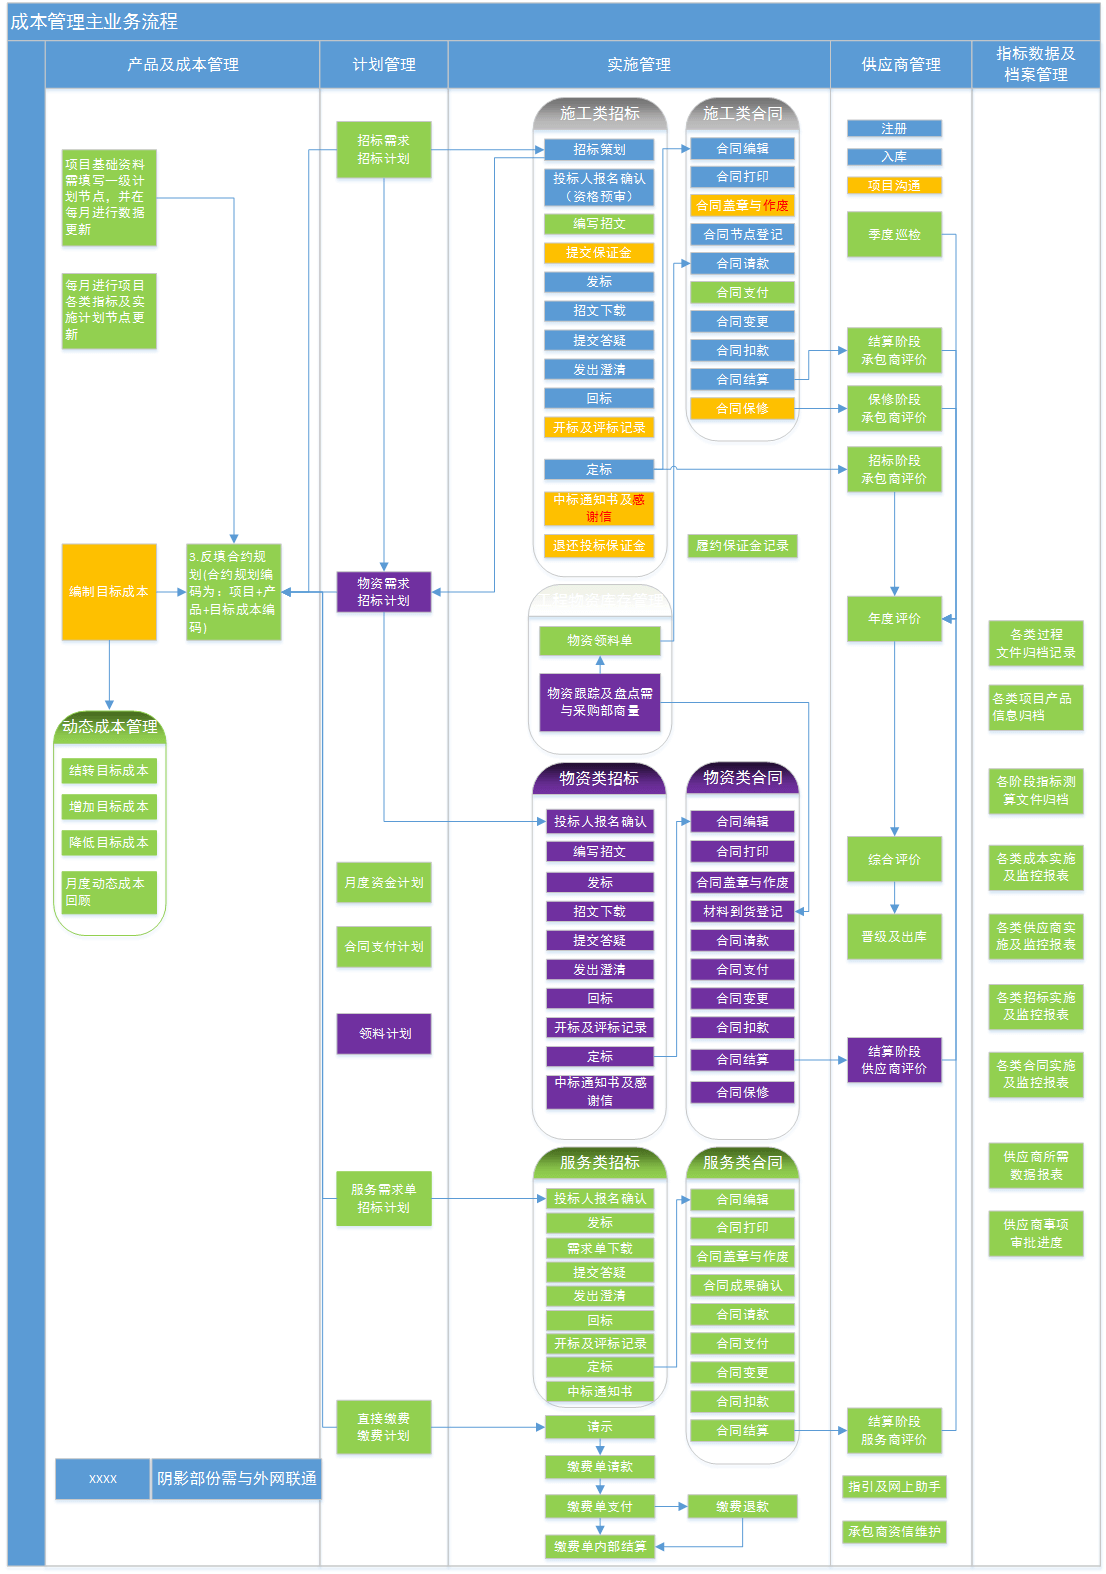 成本管理主业务流程
产品及成本管理
计划管理
实施管理
供应商管理
指标数据及
档案管理
项目基础资料
需填写一级计
划节点，并在
每月进行数据
更新
每月进行项目
各类指标及实
施计划节点更
新
编制目标成本
3.反填合约规
划(合约规划编
码为：项目+产
品+目标成本编
码)
动态成本管理
结转目标成本
增加目标成本
降低目标成本
月度动态成本
回顾
XXXX
阴影部份需与外网联通
招标需求
招标计划
物资需求
招标计划
月度资金计划
合同支付计划
领料计划
服务需求单
招标计划
直接缴费
缴费计划
施工类招标
招标策划
投标人报名确认
（资格预审）
编写招文
提交保证金
发标
招文下载
提交答疑
发出澄清
回标
开标及评标记录
定标
中标通知书及感
谢信
退还投标保证金
施工类合同
合同编辑
合同打印
合同盖章与作废
合同节点登记
合同请款
合同支付
合同变更
合同扣款
合同结算
合同保修
履约保证金记录
工程物资库存管理
物资领料单
物资跟踪及盘点需
与采购部商量
物资类招标
投标人报名确认
编写招文
发标
招文下载
提交答疑
发出澄清
回标
开标及评标记录
定标
中标通知书及感
谢信
物资类合同
合同编辑
合同打印
合同盖章与作废
材料到货登记
合同请款
合同支付
合同变更
合同扣款
合同结算
合同保修
服务类招标
投标人报名确认
发标
需求单下载
提交答疑
发出澄清
回标
开标及评标记录
定标
中标通知书
服务类合同
合同编辑
合同打印
合同盖章与作废
合同成果确认
合同请款
合同支付
合同变更
合同扣款
合同结算
请示
缴费单请款
缴费单支付
缴费退款
缴费单内部结算
注册
入库
项目沟通
季度巡检
结算阶段
承包商评价
保修阶段
承包商评价
招标阶段
承包商评价
年度评价
综合评价
晋级及出库
结算阶段
供应商评价
结算阶段
服务商评价
指引及网上助手
承包商资信维护
各类过程
文件归档记录
各类项目产品
信息归档
各阶段指标测
算文件归档
各类成本实施
及监控报表
各类供应商实
施及监控报表
各类招标实施
及监控报表
各类合同实施
及监控报表
供应商所需
数据报表
供应商事项
审批进度